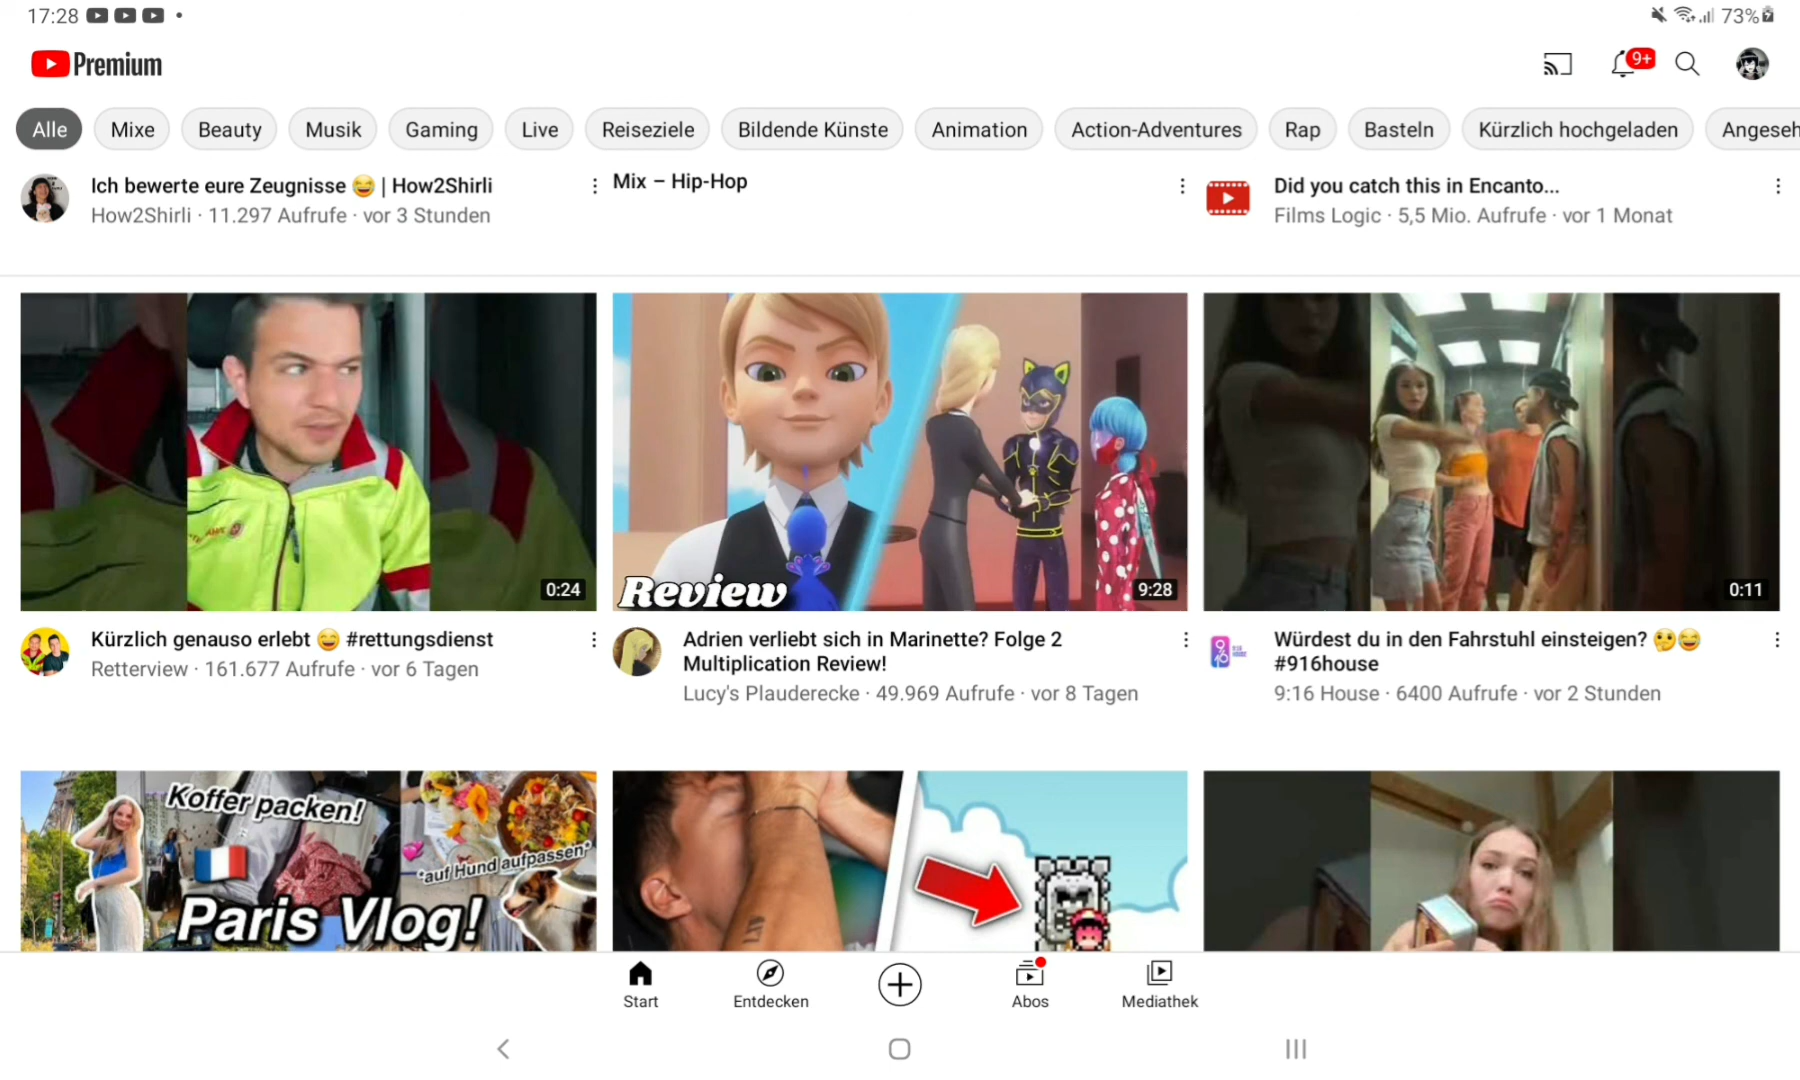 17:28
73%
Premium
9+
Alle
Mixe
Beauty
Musik
Gaming
Live
Reiseziele
Bildende Künste
Animation
Action-Adventures
Rap
Basteln
Kürzlich hochgeladen
Angeseh
Ich bewerte eure Zeugnisse 😂 | How2Shirli
How2Shirli · 11.297 Aufrufe · vor 3 Stunden
Mix – Hip-Hop
Did you catch this in Encanto...
Films Logic · 5,5 Mio. Aufrufe · vor 1 Monat
0:24
Review
9:28
0:11
Kürzlich genauso erlebt 😅 #rettungsdienst
Retterview · 161.677 Aufrufe · vor 6 Tagen
Adrien verliebt sich in Marinette? Folge 2
Multiplication Review!
Lucy's Plauderecke · 49.969 Aufrufe · vor 8 Tagen
Würdest du in den Fahrstuhl einsteigen? 🤔😂
#916house
9:16 House · 6400 Aufrufe · vor 2 Stunden
Koffer packen!
*auf Hund aufpassen*
Paris Vlog!
Start
Entdecken
Abos
Mediathek